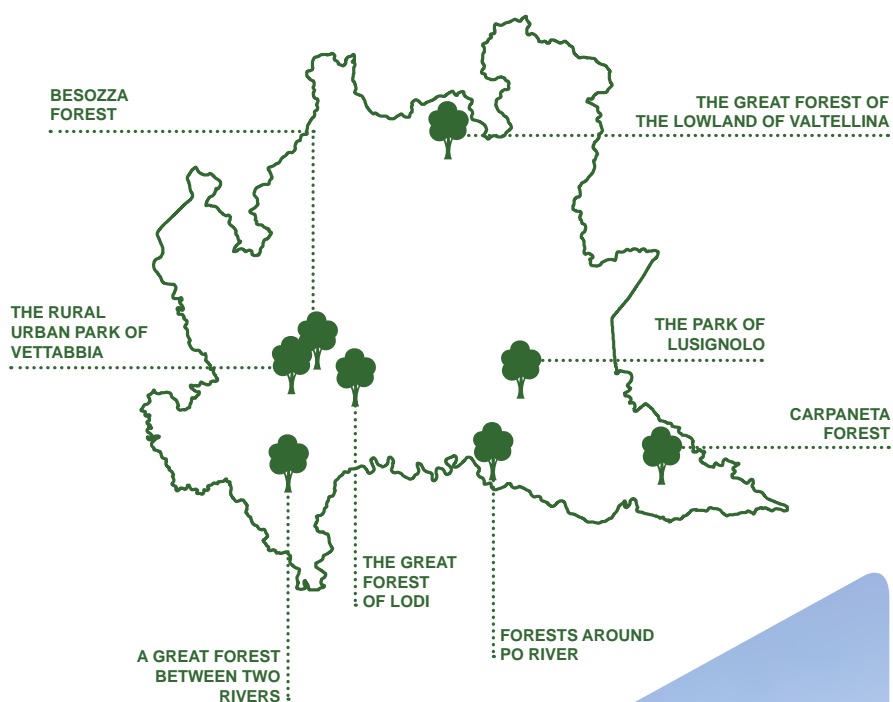 BESOZZA
FOREST
THE GREAT FOREST OF
THE LOWLAND OF VALTELLINA
THE RURAL
URBAN PARK OF
VETTABBIA
THE PARK OF
LUSIGNOLO
CARPANETA
FOREST
THE GREAT
FOREST
OF LODI
FORESTS AROUND
PO RIVER
A GREAT FOREST
BETWEEN TWO
RIVERS